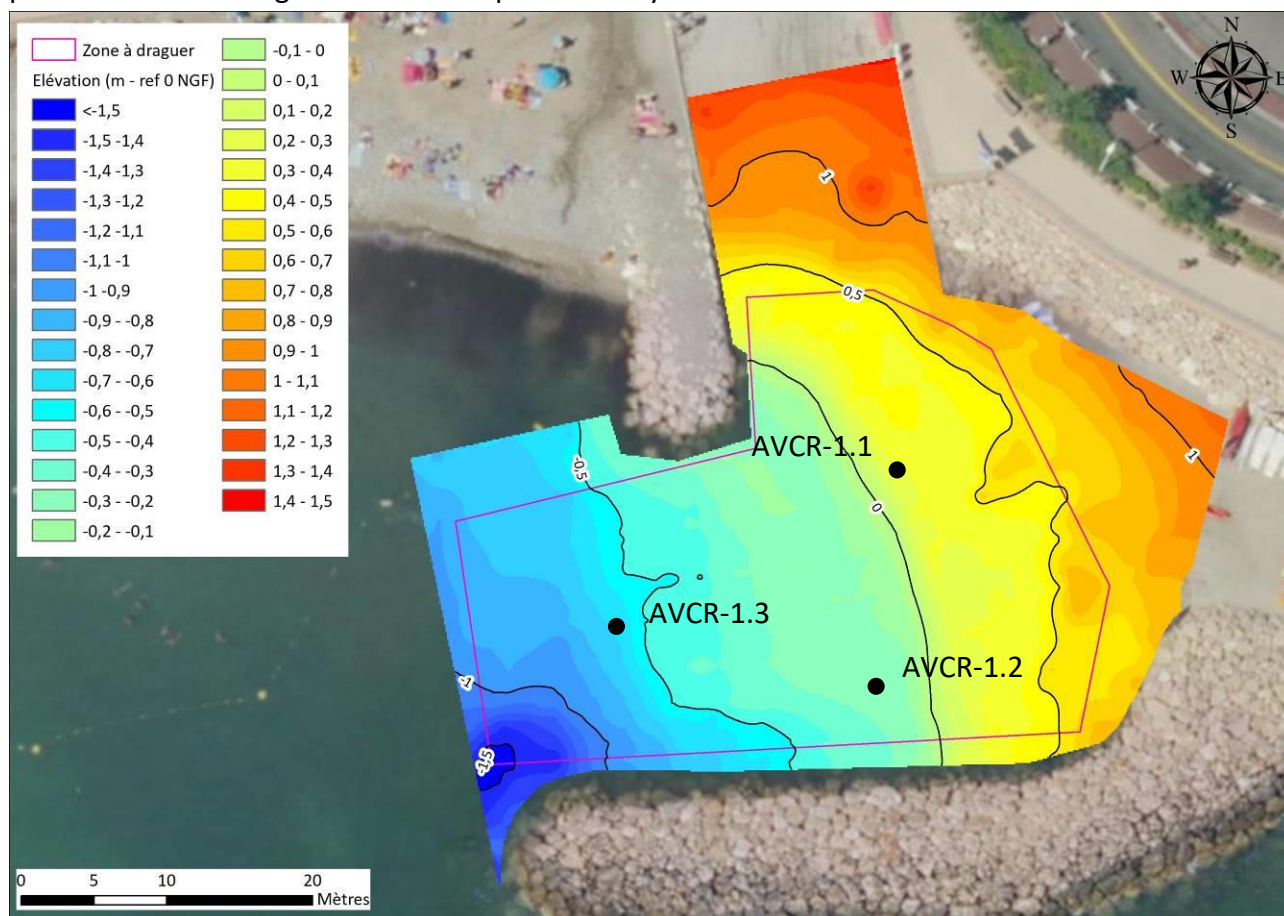 Zone à draguer
Elévation (m - ref 0 NGF)
<-1,5
-1,5 -1,4
-1,4 -1,3
-1,3 -1,2
-1,2 -1,1
-1,1 -1
-1 -0,9
-0,9 - -0,8
-0,8 - -0,7
-0,7 - -0,6
-0,6 - -0,5
-0,5 - -0,4
-0,4 - -0,3
-0,3 - -0,2
-0,2 - -0,1
-0,1 - 0
0 - 0,1
0,1 - 0,2
0,2 - 0,3
0,3 - 0,4
0,4 - 0,5
0,5 - 0,6
0,6 - 0,7
0,7 - 0,8
0,8 - 0,9
0,9 - 1
1 - 1,1
1,1 - 1,2
1,2 - 1,3
1,3 - 1,4
1,4 - 1,5
N
W E
S
1
0,5
1
-0,5
AVCR-1.1
0
AVCR-1.3
AVCR-1.2
-1
-1,5
0 5 10 20
Mètres